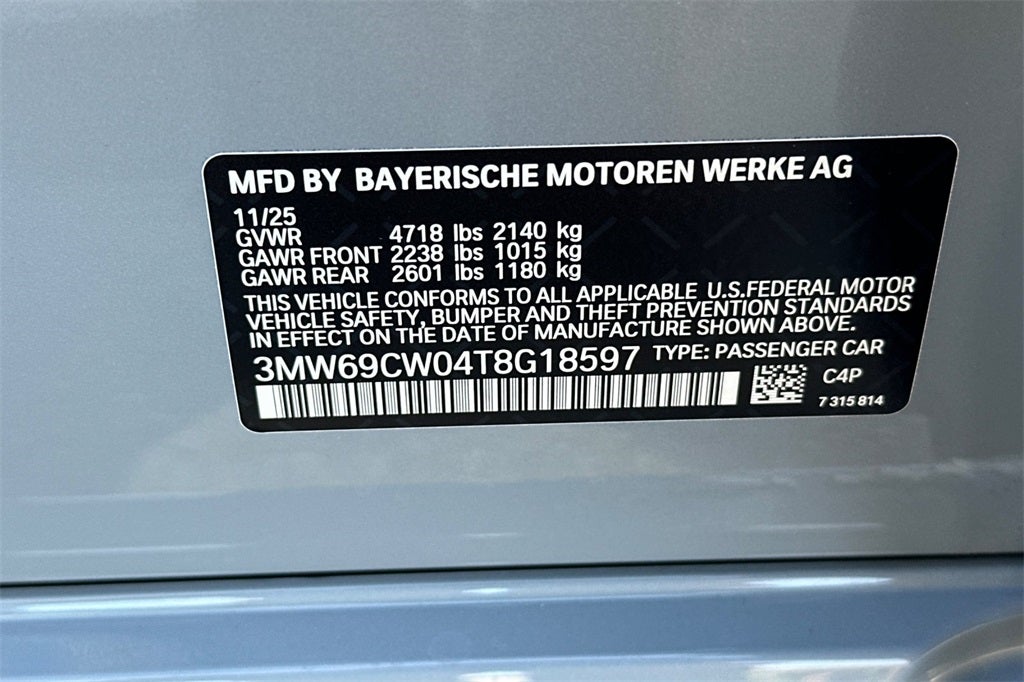 MFD BY BAYERISCHE MOTOREN WERKE AG
11/25
GVWR 4718 lbs 2140 kg
GAWR FRONT 2238 lbs 1015 kg
GAWR REAR 2601 lbs 1180 kg
THIS VEHICLE CONFORMS TO ALL APPLICABLE U.S.FEDERAL MOTOR
VEHICLE SAFETY, BUMPER AND THEFT PREVENTION STANDARDS
IN EFFECT ON THE DATE OF MANUFACTURE SHOWN ABOVE.
3MW69CW04T8G18597 TYPE: PASSENGER CAR
C4P
7 315 814